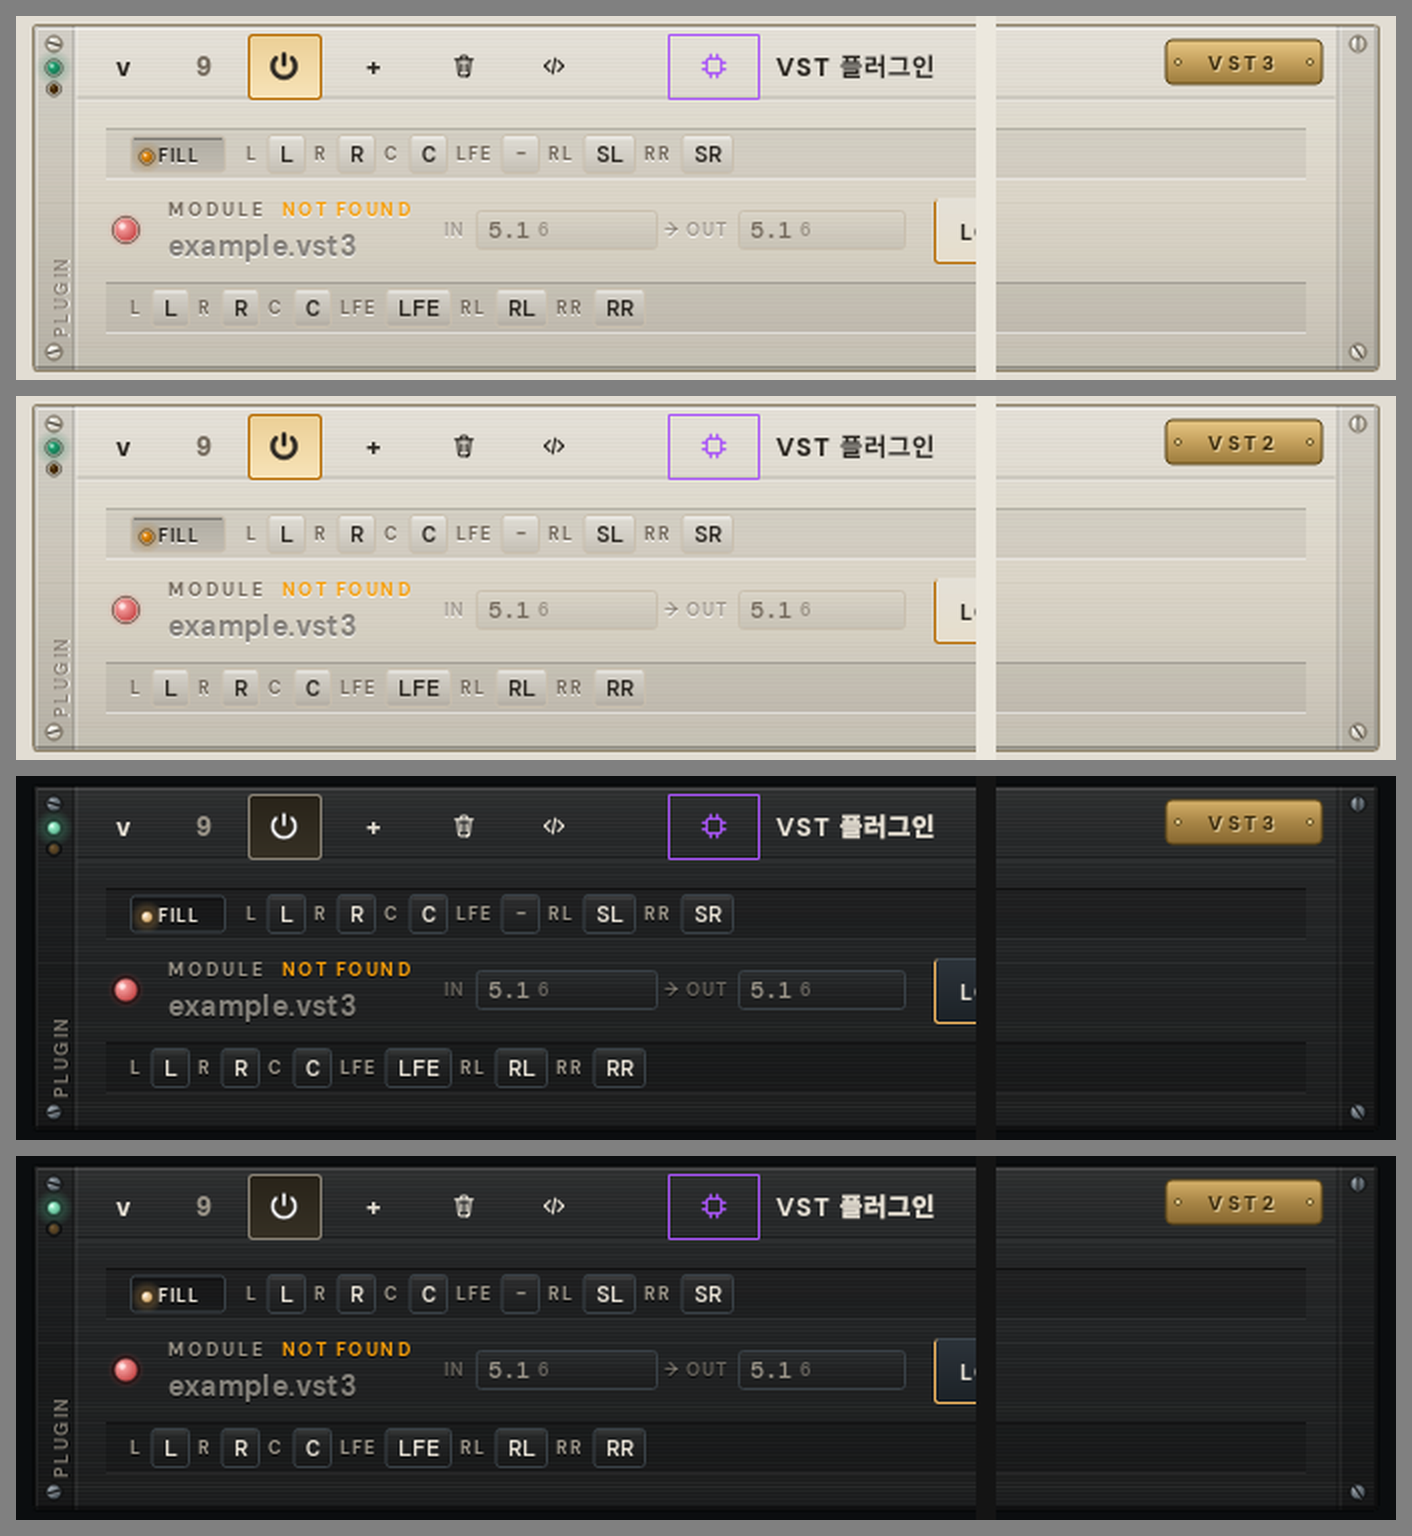 v 9 + </> VST 플러그인 VST3
FILL L L R R C C LFE - RL SL RR SR
MODULE NOT FOUND
example.vst3
IN 5.1 6 → OUT 5.1 6
L L R R C C LFE LFE RL RL RR RR
PLUGIN
v 9 + </> VST 플러그인 VST2
FILL L L R R C C LFE - RL SL RR SR
MODULE NOT FOUND
example.vst3
IN 5.1 6 → OUT 5.1 6
L L R R C C LFE LFE RL RL RR RR
PLUGIN
v 9 + </> VST 플러그인 VST3
FILL L L R R C C LFE - RL SL RR SR
MODULE NOT FOUND
example.vst3
IN 5.1 6 → OUT 5.1 6
L L R R C C LFE LFE RL RL RR RR
PLUGIN
v 9 + </> VST 플러그인 VST2
FILL L L R R C C LFE - RL SL RR SR
MODULE NOT FOUND
example.vst3
IN 5.1 6 → OUT 5.1 6
L L R R C C LFE LFE RL RL RR RR
PLUGIN